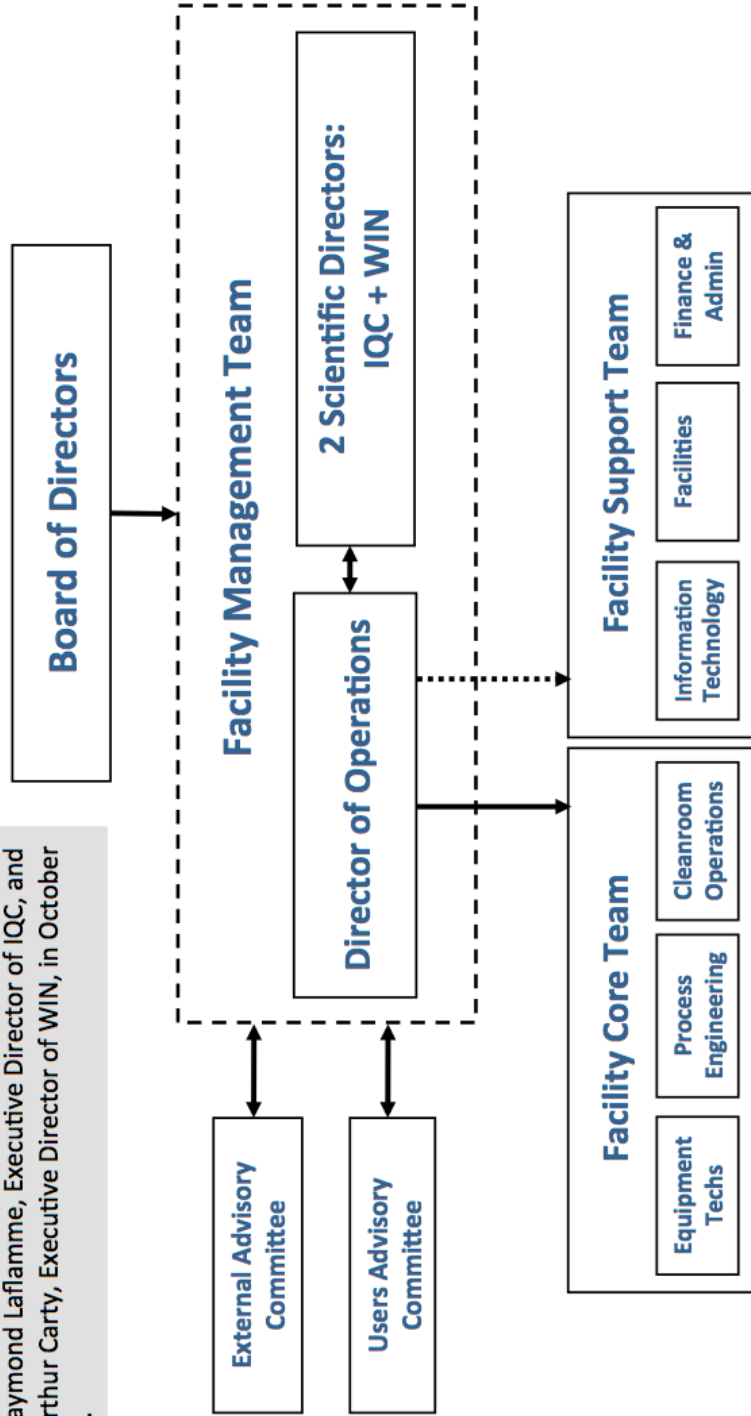 aymond Laflamme, Executive Director of IQC, and
rthur Carty, Executive Director of WIN, in October
.
Board of Directors
Facility Management Team
Director of Operations
2 Scientific Directors:
IQC + WIN
External Advisory
Committee
Users Advisory
Committee
Facility Core Team
Equipment
Techs
Process
Engineering
Cleanroom
Operations
Facility Support Team
Information
Technology
Facilities
Finance &
Admin